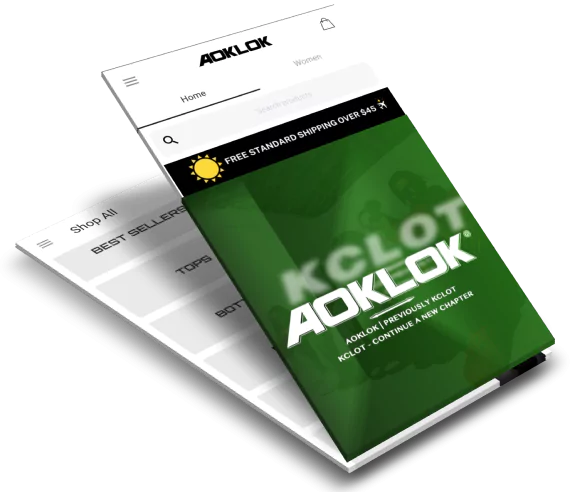 AOKLOK
Home
Women
FREE STANDARD SHIPPING OVER $45
KCLOT
AOKLOK®
AOKLOK | PREVIOUSLY KCLOT
KCLOT - CONTINUE A NEW CHAPTER
Shop All
BEST SELLERS
TOPS